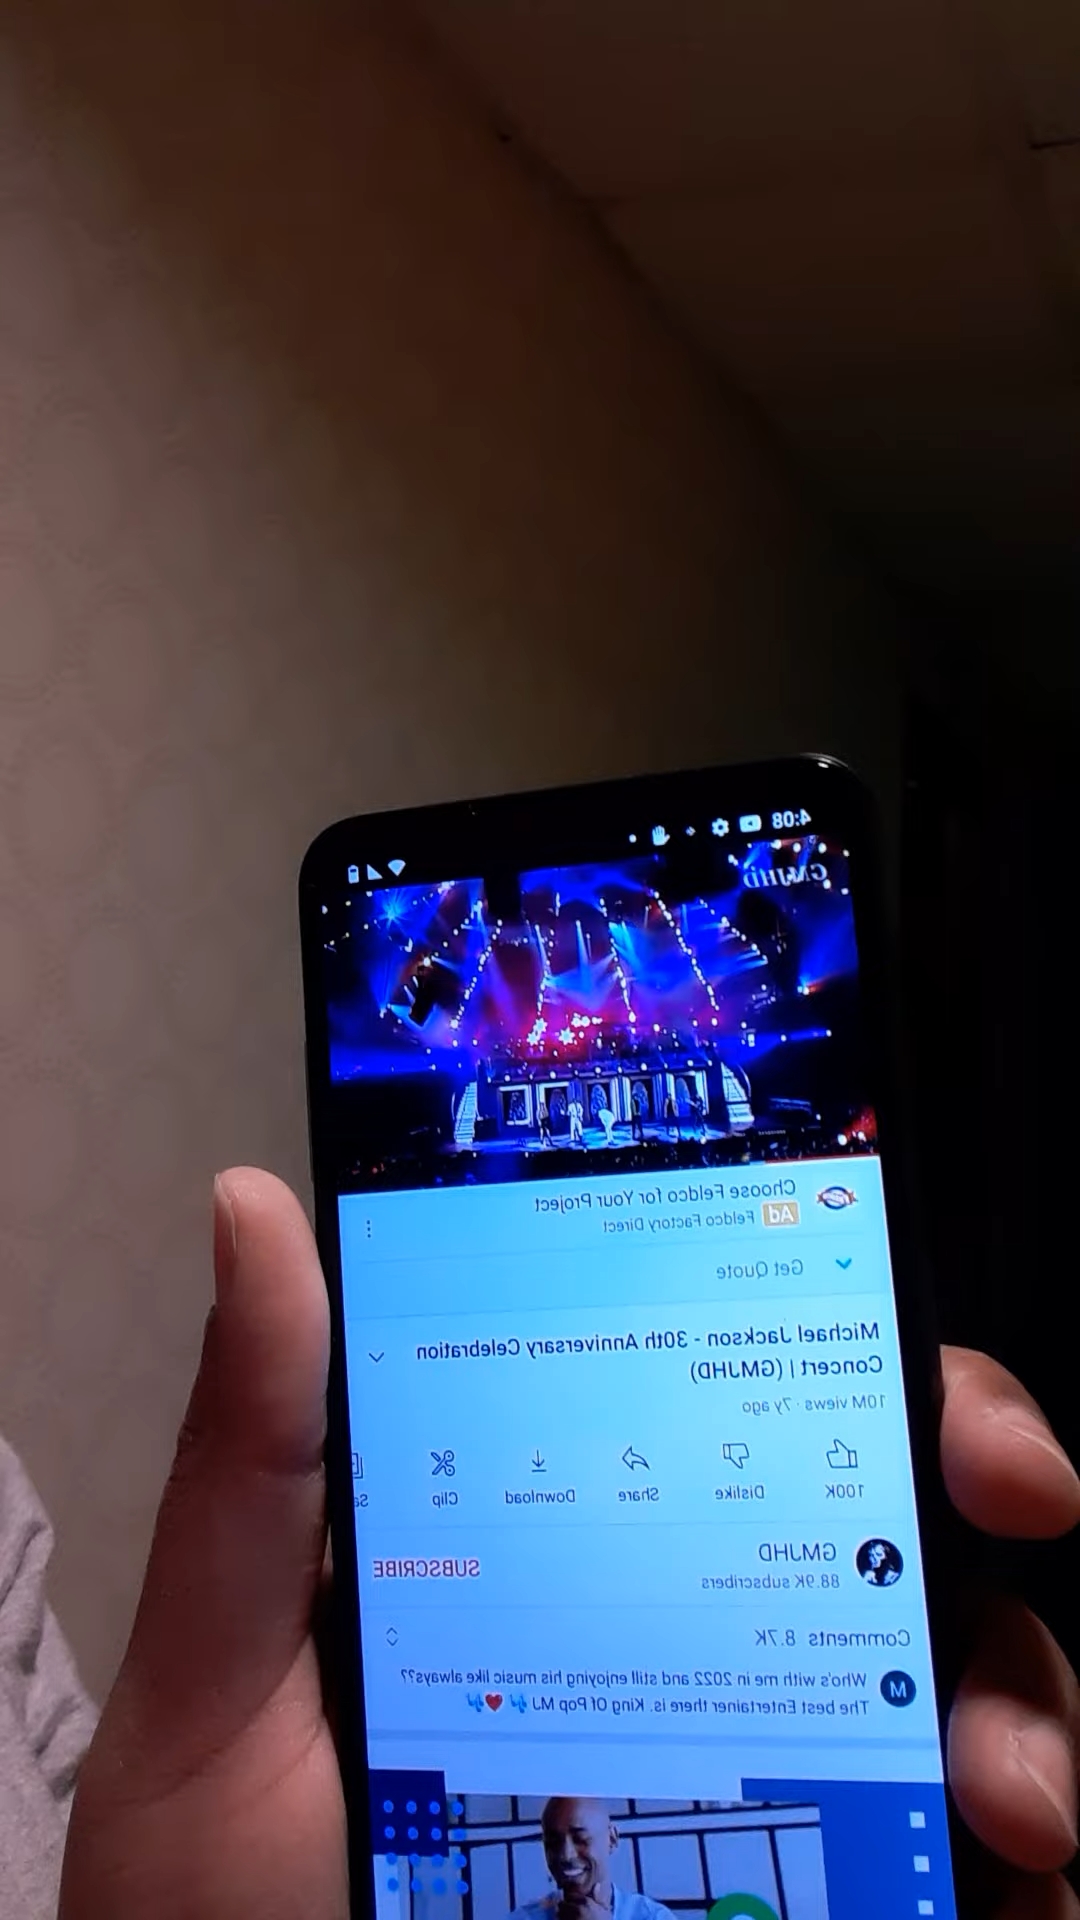 4:08
GMJHD
Choose Feldco for Your Project
Ad Feldco Factory Direct
Get Quote
Michael Jackson - 30th Anniversary Celebration
Concert | (GMJHD)
10M views · 7y ago
100K Dislike Share Download Clip Sa
GMJHD
88.9K subscribers
SUBSCRIBE
Comments 8.7K
M
Who's with me in 2022 and still enjoying his music like always??
The best Entertainer there is. King Of Pop MJ 🎶 ❤️ 🎶